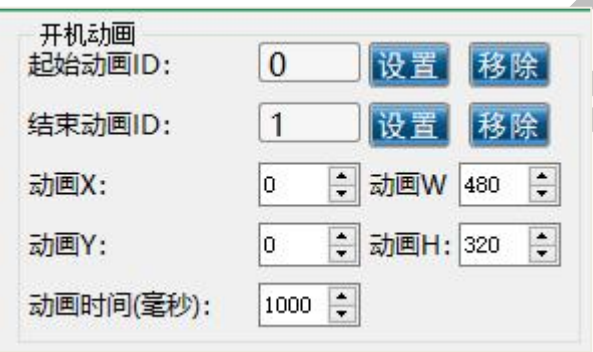 开机动画
起始动画ID: 0 设置 移除
结束动画ID: 1 设置 移除
动画X: 0 动画W 480
动画Y: 0 动画H: 320
动画时间(毫秒): 1000